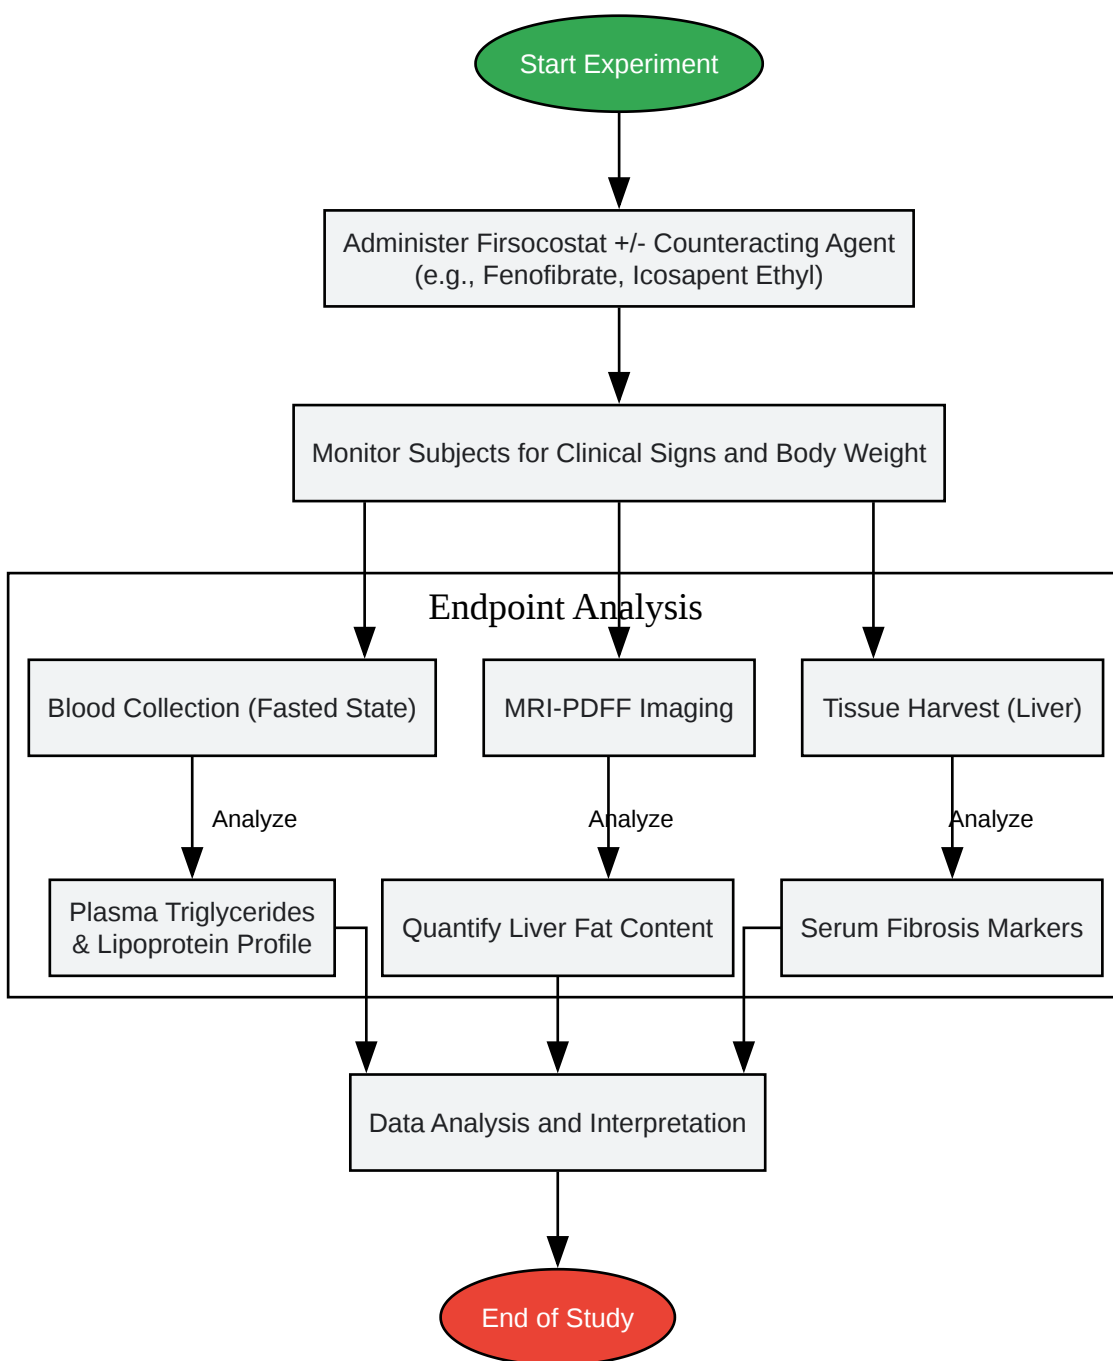 Start Experiment
Administer Firsocostat +/- Counteracting Agent
(e.g., Fenofibrate, Icosapent Ethyl)
Monitor Subjects for Clinical Signs and Body Weight
Endpoint Analysis
Blood Collection (Fasted State)
MRI-PDFF Imaging
Tissue Harvest (Liver)
Analyze
Analyze
Analyze
Plasma Triglycerides
& Lipoprotein Profile
Quantify Liver Fat Content
Serum Fibrosis Markers
Data Analysis and Interpretation
End of Study